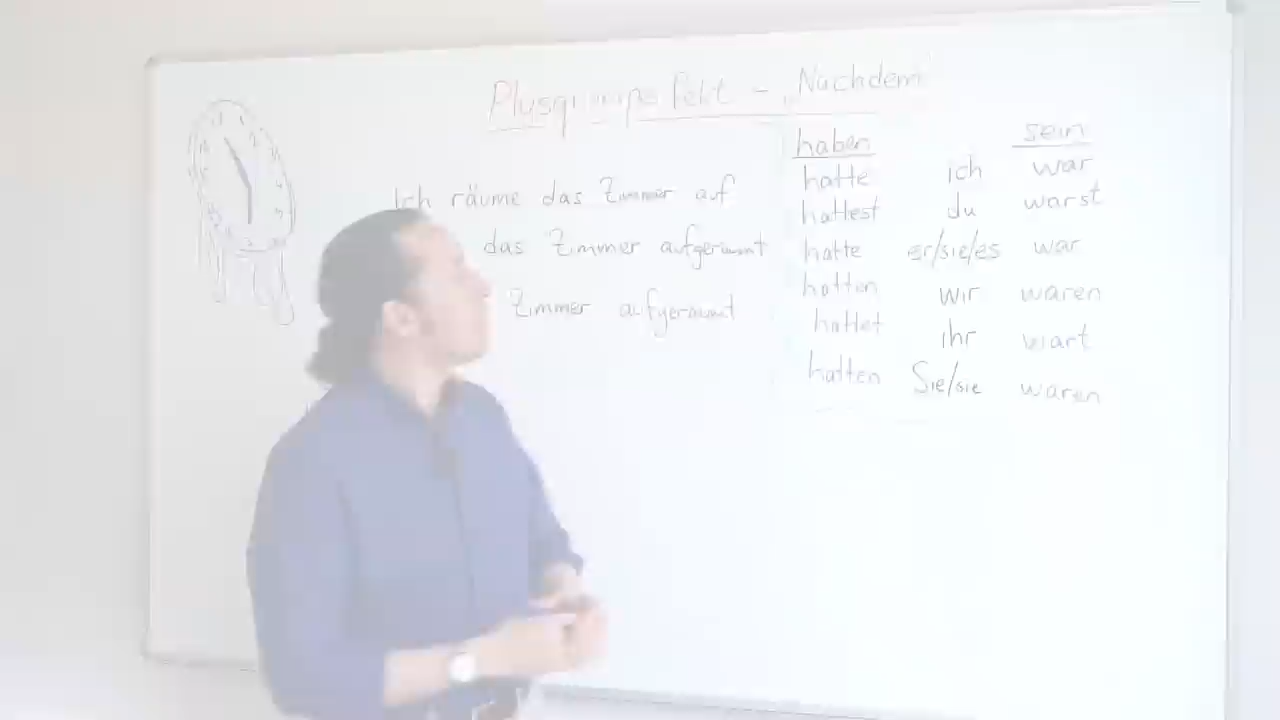 Plusquamperfekt - „Nachdem"
Ich räume das Zimmer auf
das Zimmer aufgeräumt
Zimmer aufgeräumt
haben sein
hatte ich war
hattest du warst
hatte er/sie/es war
hatten wir waren
hattet ihr wart
hatten Sie/sie waren